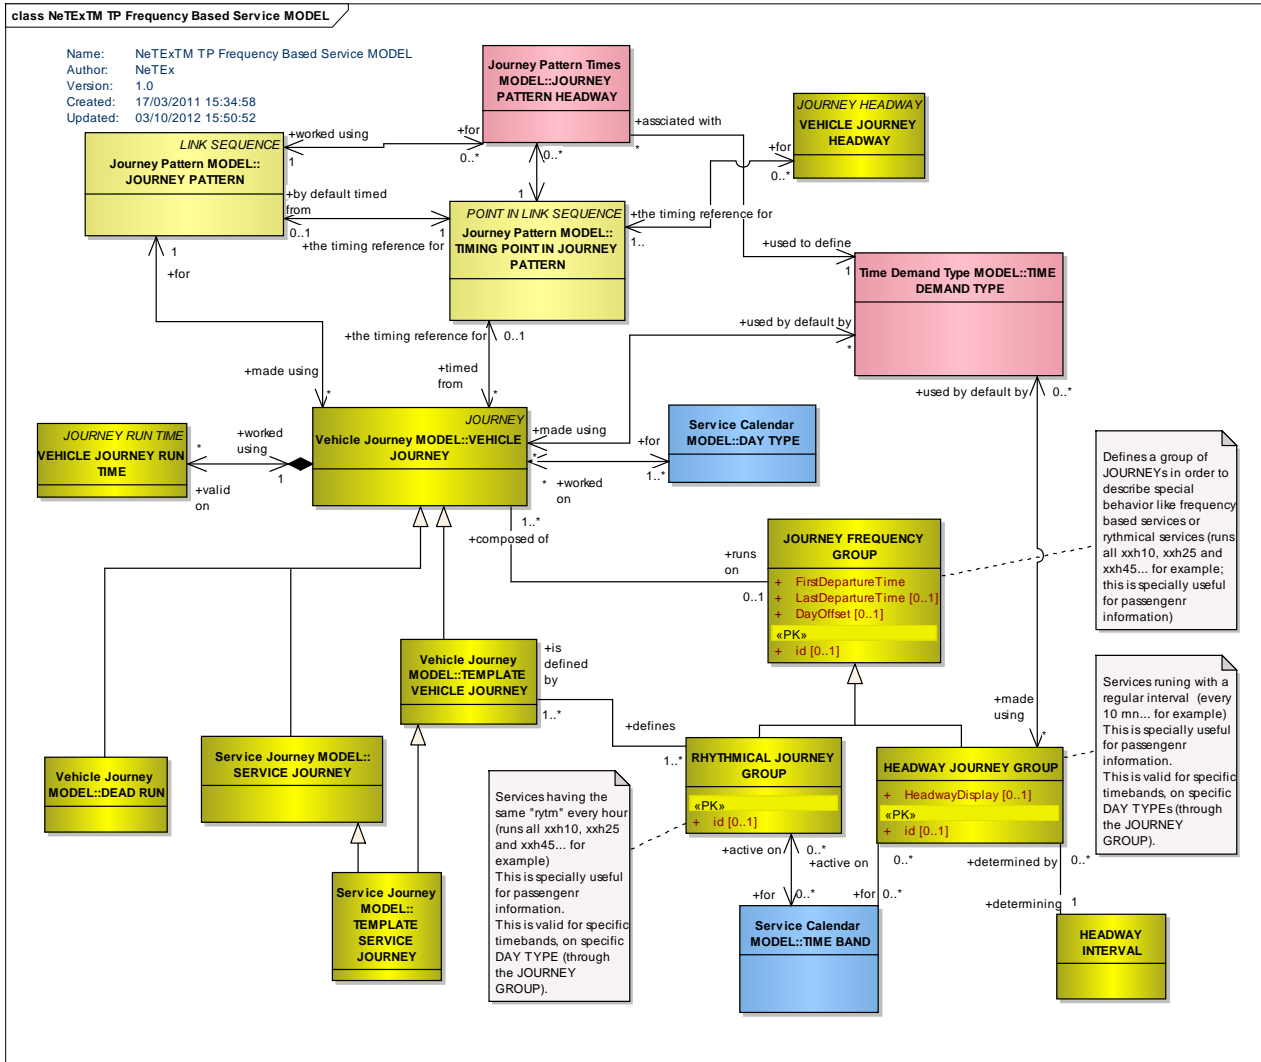 class NeTExTM TP Frequency Based Service MODEL
Name: NeTExTM TP Frequency Based Service MODEL
Author: NeTEx
Version: 1.0
Created: 17/03/2011 15:34:58
Updated: 03/10/2012 15:50:52
Journey Pattern Times
MODEL::JOURNEY
PATTERN HEADWAY
JOURNEY HEADWAY
VEHICLE JOURNEY
HEADWAY
LINK SEQUENCE
Journey Pattern MODEL::
JOURNEY PATTERN
+worked using
1
+for
0..*
+assciated with
*
+for
0..*
0..*
1
+by default timed
from
0..1
1
+the timing reference for
POINT IN LINK SEQUENCE
Journey Pattern MODEL::
TIMING POINT IN JOURNEY
PATTERN
+the timing reference for
1..
+used to define
1
Time Demand Type MODEL::TIME
DEMAND TYPE
1
+for
+the timing reference for
0..1
+used by default by
*
+made using
*
+timed
from
*
+used by default by
0..*
JOURNEY
Vehicle Journey MODEL::VEHICLE
JOURNEY
+made using
*
Service Calendar
MODEL::DAY TYPE
+for
1..*
*
+worked
on
JOURNEY RUN TIME
VEHICLE JOURNEY RUN
TIME
*
+valid
on
+worked
using
1
Defines a group of
JOURNEYs in order to
describe special
behavior like frequency
based services or
rythmical services (runs
all xxh10, xxh25 and
xxh45... for example;
this is specially useful
for passengenr
information)
1..*
+composed of
+runs
on
0..1
JOURNEY FREQUENCY
GROUP
+ FirstDepartureTime
+ LastDepartureTime [0..1]
+ DayOffset [0..1]
«PK»
+ id [0..1]
Vehicle Journey
MODEL::TEMPLATE
VEHICLE JOURNEY
+is
defined
by
1..*
+defines
1..*
+made
using
*
Services runing with a
regular interval (every
10 mn... for example)
This is specially useful
for passengenr
information.
This is valid for specific
timebands, on specific
DAY TYPEs (through
the JOURNEY
GROUP).
Vehicle Journey
MODEL::DEAD RUN
Service Journey MODEL::
SERVICE JOURNEY
RHYTHMICAL JOURNEY
GROUP
«PK»
+ id [0..1]
HEADWAY JOURNEY GROUP
+ HeadwayDisplay [0..1]
«PK»
+ id [0..1]
Services having the
same "rytm" every hour
(runs all xxh10, xxh25
and xxh45... for
example)
This is specially useful
for passengenr
information.
This is valid for specific
timebands, on specific
DAY TYPE (through
the JOURNEY
GROUP).
+active on
0..*
+active on
0..*
+determined by
0..*
+for
0..*
+for
0..*
+determining
1
Service Journey
MODEL::
TEMPLATE
SERVICE
JOURNEY
Service Calendar
MODEL::TIME BAND
HEADWAY
INTERVAL